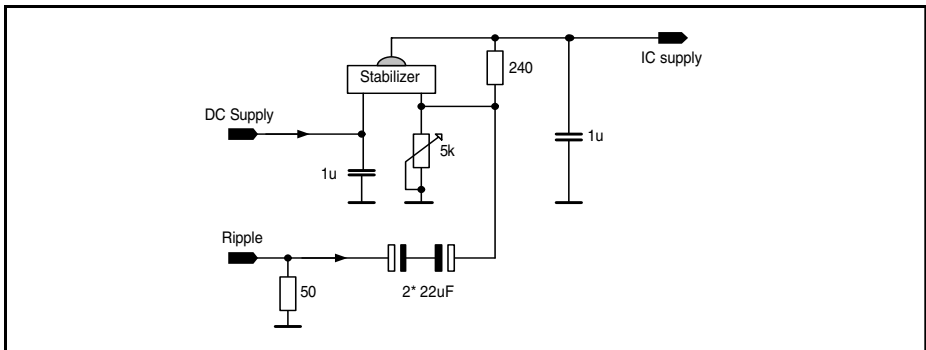 IC supply
240
Stabilizer
DC Supply
5k
1u
1u
Ripple
50
2* 22uF